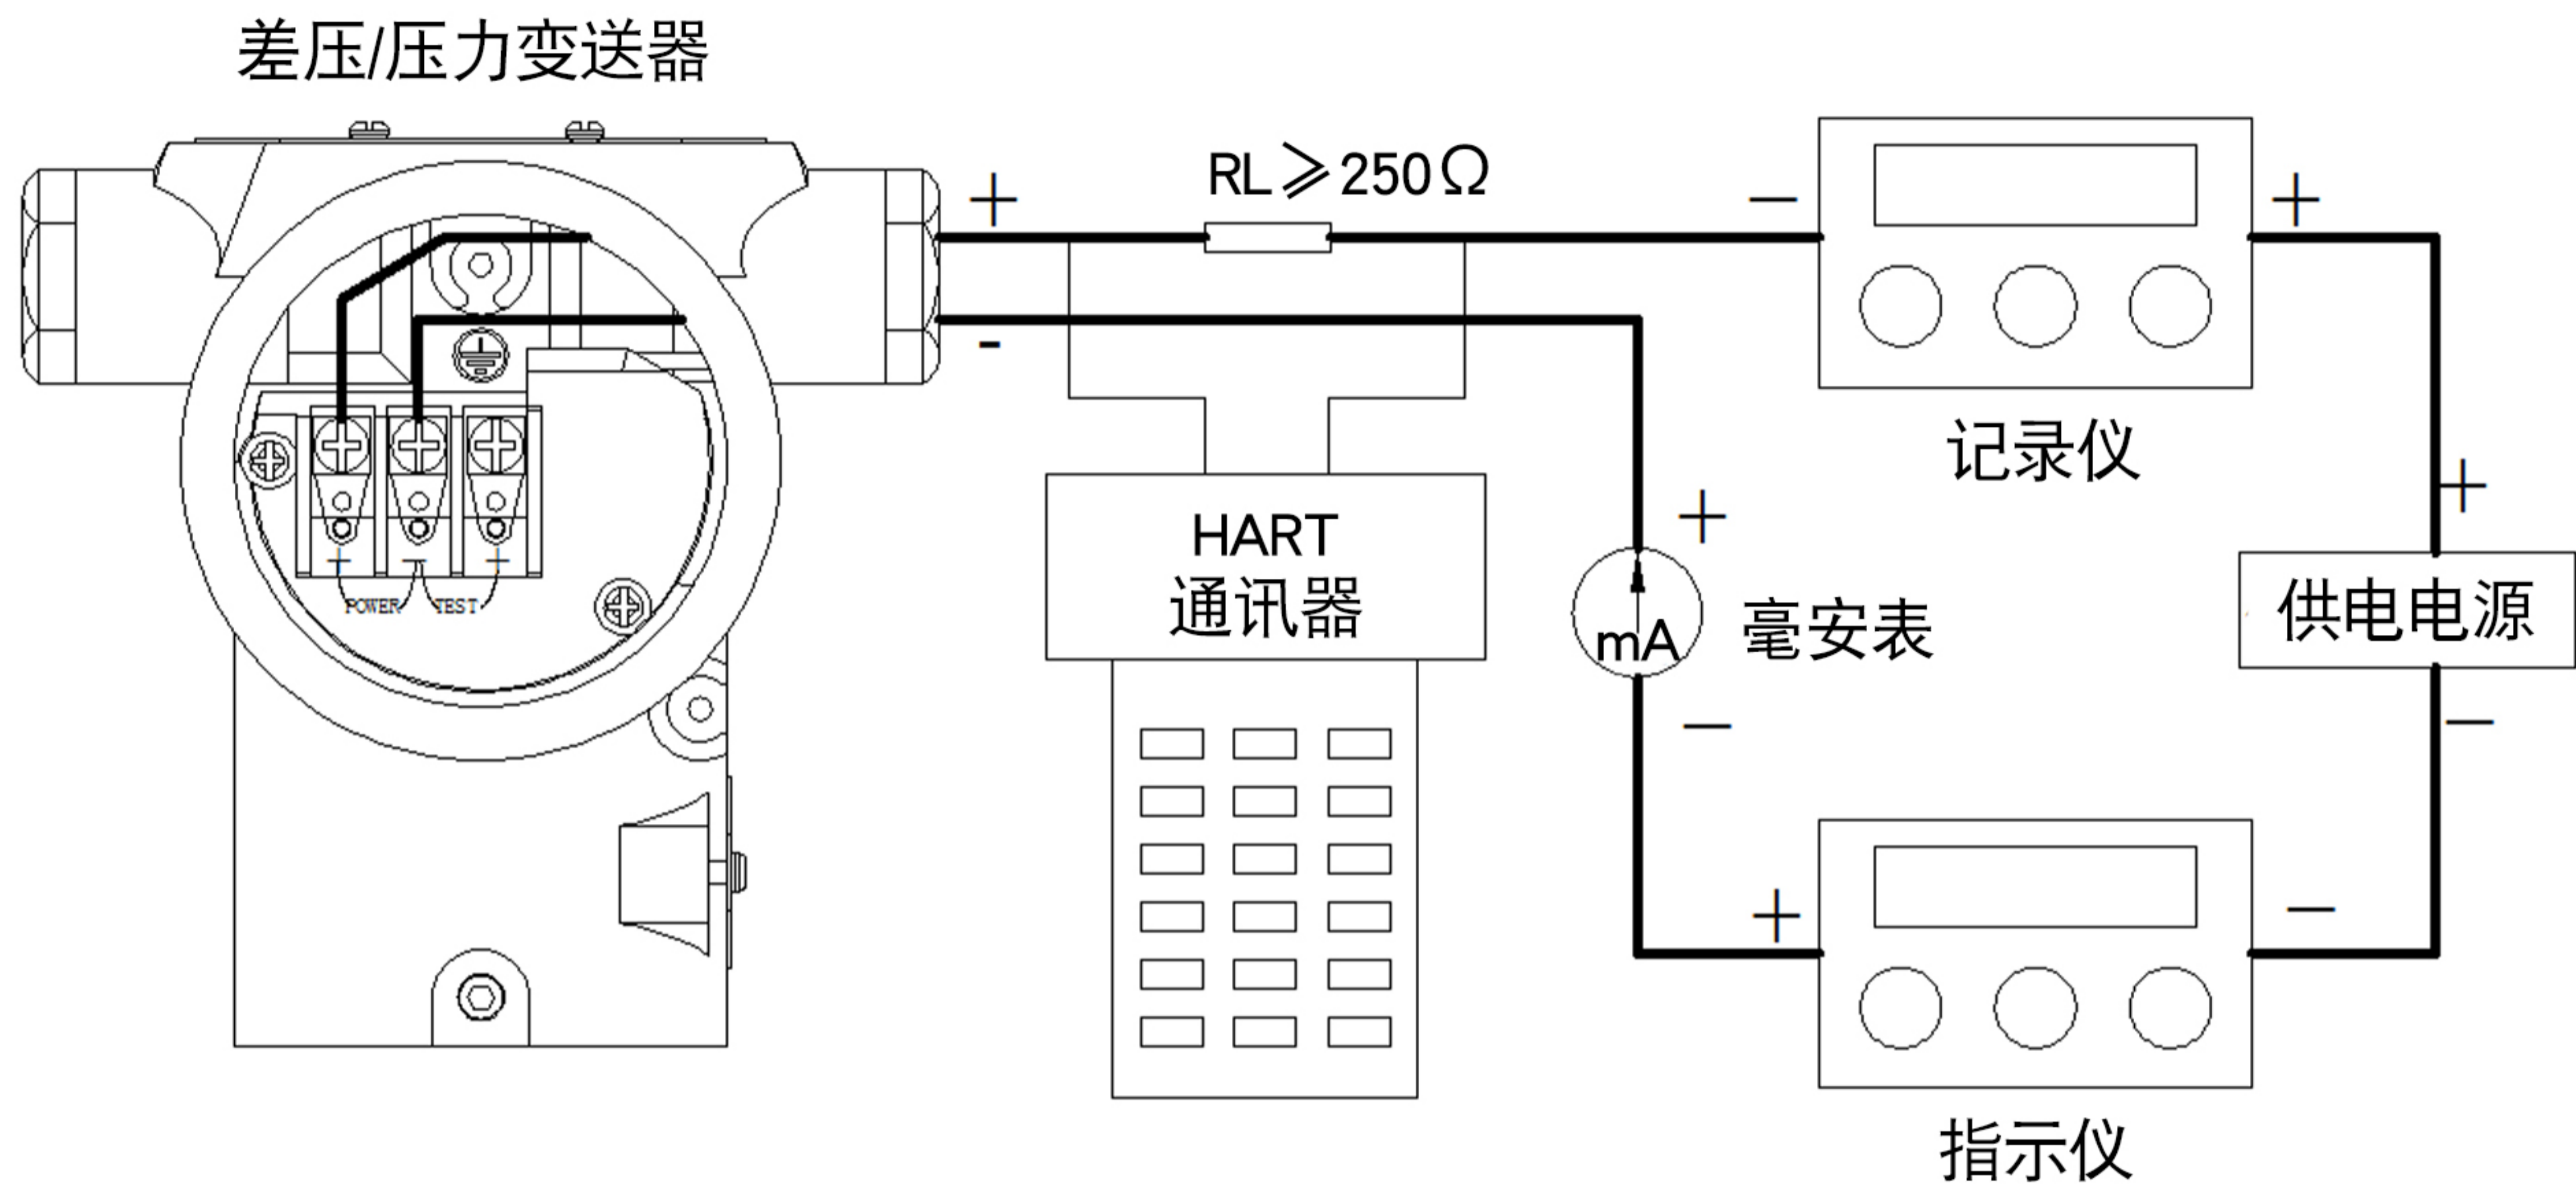 差压/压力变送器
RL⩾250Ω
+
−
+
+
-
记录仪
+
HART
通讯器
+
mA
毫安表
供电电源
+ − +
POWER TEST
−
−
+
−
指示仪